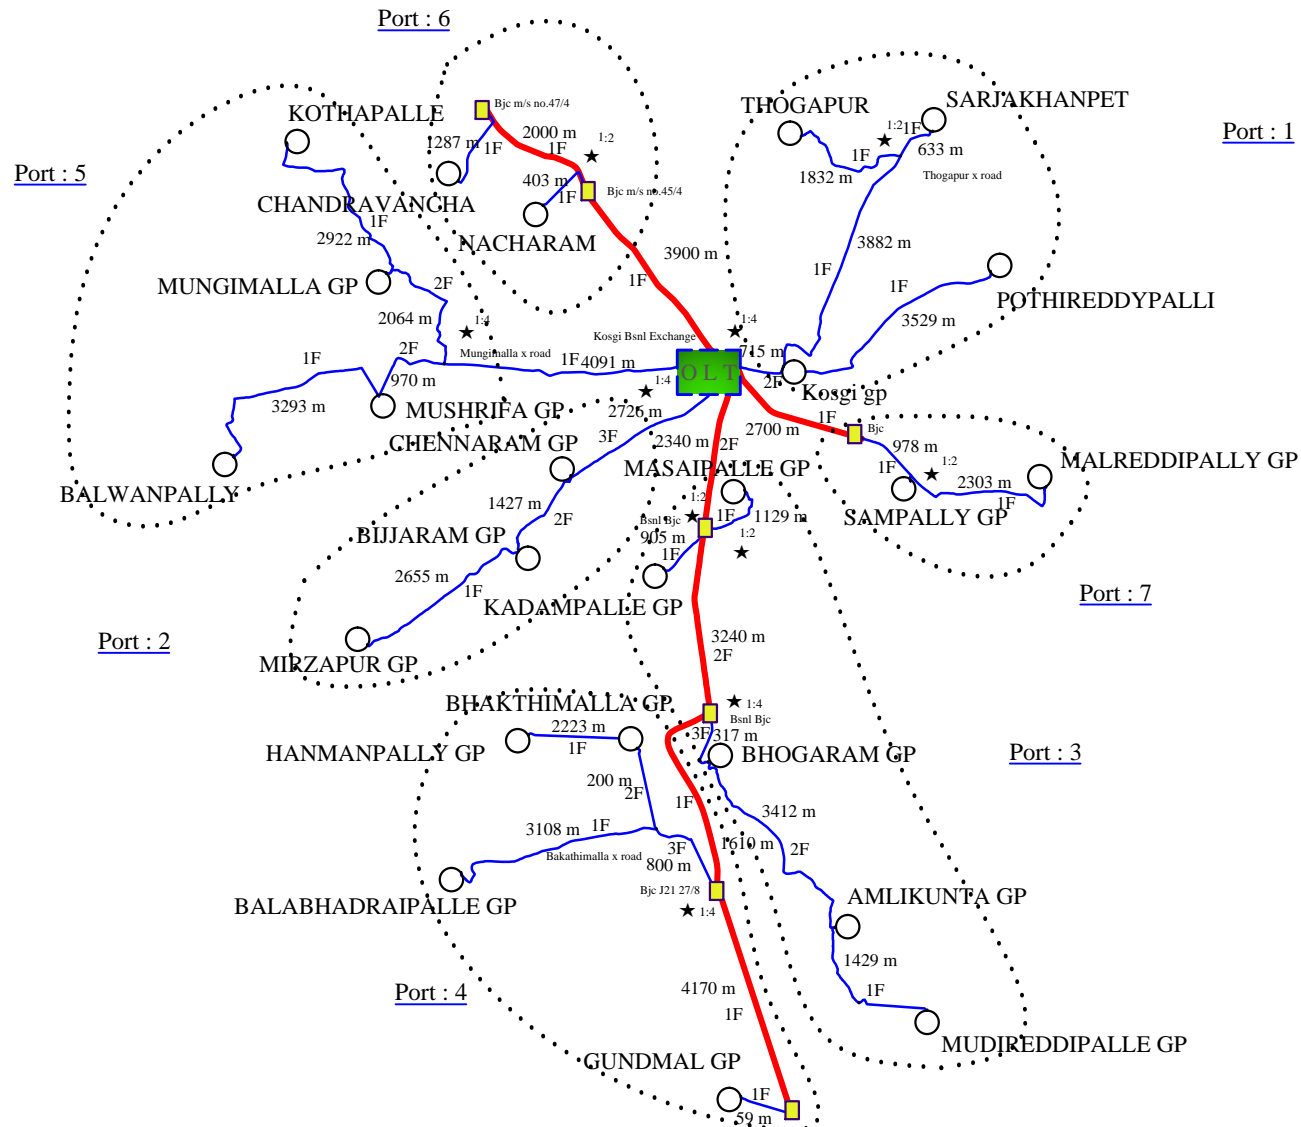 Port : 6
Bjc m/s no.47/4
KOTHAPALLE
2000 m
1F
1:2
1287 m
1F
THOGAPUR
SARJAKHANPET
1:2
1F
633 m
Port : 1
1F
1832 m
Thogapur x road
Port : 5
403 m
1F
Bjc m/s no.45/4
CHANDRAVANCHA
NACHARAM
1F
2922 m
3900 m
1F
3882 m
1F
MUNGIMALLA GP
2F
2064 m
1F
3529 m
POTHIREDDYPALLI
1:4
Mungimalla x road
Kosgi Bsnl Exchange
1:4
715 m
2F
1F
2F
970 m
1F
4091 m
O L T
Kosgi gp
3293 m
MUSHRIFA GP
1:4
2726 m
1F
2700 m
Bjc
CHENNARAM GP
3F
2340 m
2F
978 m
MALREDDIPALLY GP
MASAIPALLE GP
1F
1:2
2303 m
1F
BALWANPALLY
1427 m
2F
1:2
1F
1129 m
SAMPALLY GP
Bsnl Bjc
BIJJARAM GP
905 m
1F
1:2
2655 m
1F
KADAMPALLE GP
Port : 7
Port : 2
3240 m
2F
MIRZAPUR GP
BHAKTHIMALLA GP
1:4
Bsnl Bjc
2223 m
1F
3F
317 m
HANMANPALLY GP
BHOGARAM GP
Port : 3
200 m
2F
1F
3412 m
3108 m
1F
1610 m
2F
Bakathimalla x road
3F
800 m
Bjc J21 27/8
1:4
BALABHADRAIPALLE GP
AMLIKUNTA GP
1429 m
Port : 4
4170 m
1F
1F
MUDIREDDIPALLE GP
GUNDMAL GP
1F
59 m